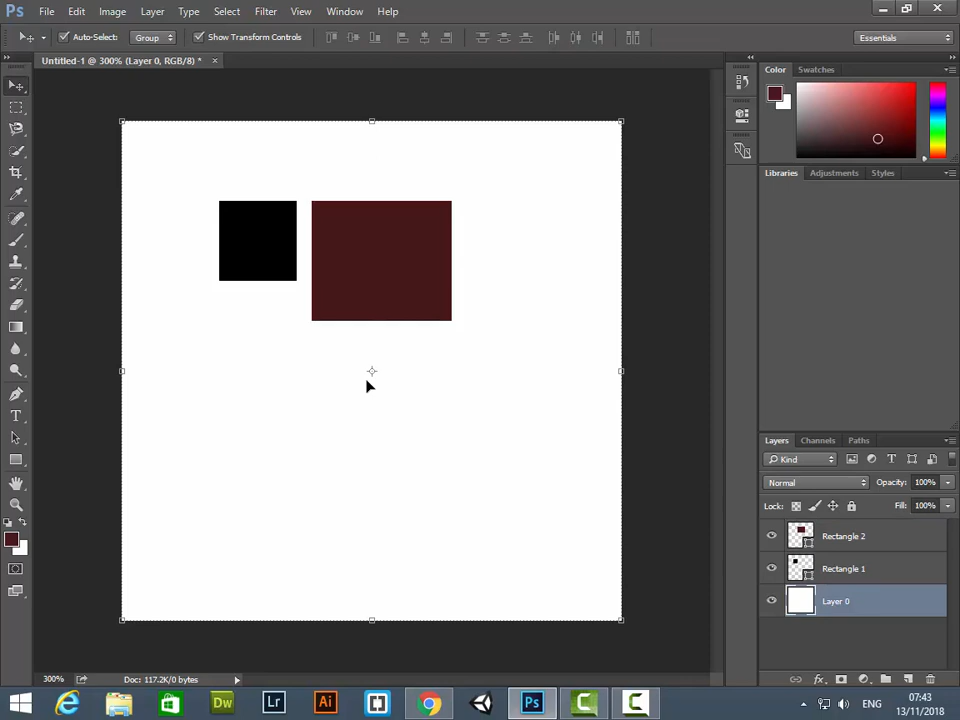 Ps File Edit Image Layer Type Select Filter View Window Help
Auto-Select: Group Show Transform Controls Essentials
Untitled-1 @ 300% (Layer 0, RGB/8) * ×
Color Swatches
Libraries Adjustments Styles
Layers Channels Paths
Kind
Normal Opacity: 100%
Lock: Fill: 100%
Rectangle 2
Rectangle 1
Layer 0
300% Doc: 117.2K/0 bytes
Dw Lr Ai Ps ENG 07:43
13/11/2018